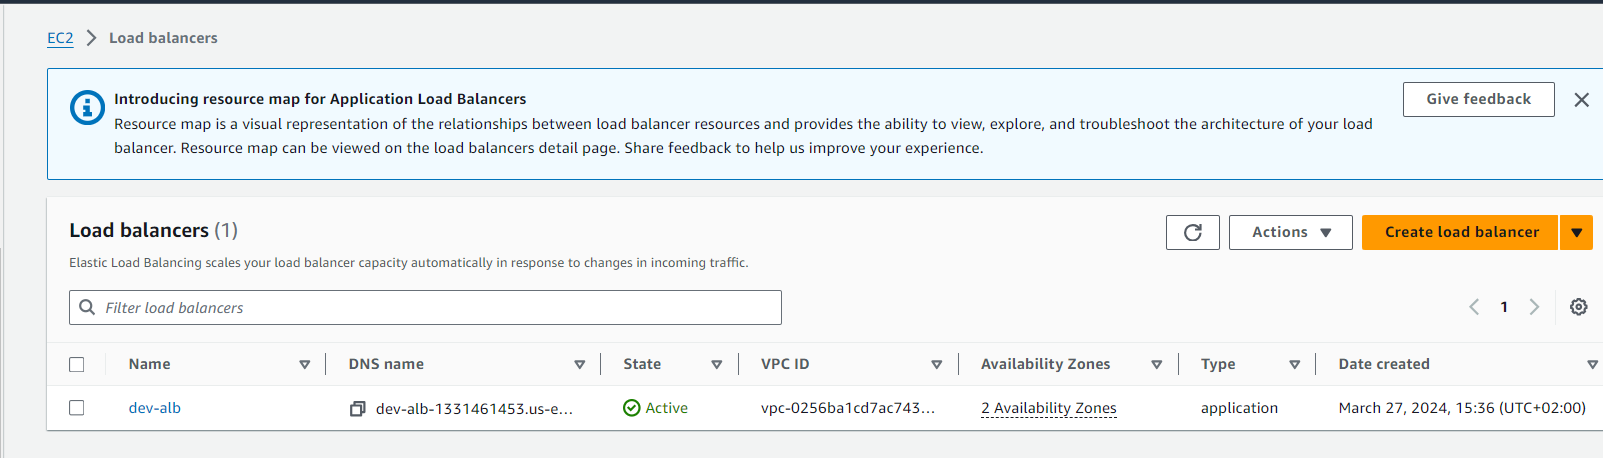 EC2 > Load balancers
Introducing resource map for Application Load Balancers
Give feedback
Resource map is a visual representation of the relationships between load balancer resources and provides the ability to view, explore, and troubleshoot the architecture of your load
balancer. Resource map can be viewed on the load balancers detail page. Share feedback to help us improve your experience.
Load balancers (1)
Actions
Create load balancer
Elastic Load Balancing scales your load balancer capacity automatically in response to changes in incoming traffic.
Filter load balancers
1
Name DNS name State VPC ID Availability Zones Type Date created
dev-alb dev-alb-1331461453.us-e... Active vpc-0256ba1cd7ac743... 2 Availability Zones application March 27, 2024, 15:36 (UTC+02:00)